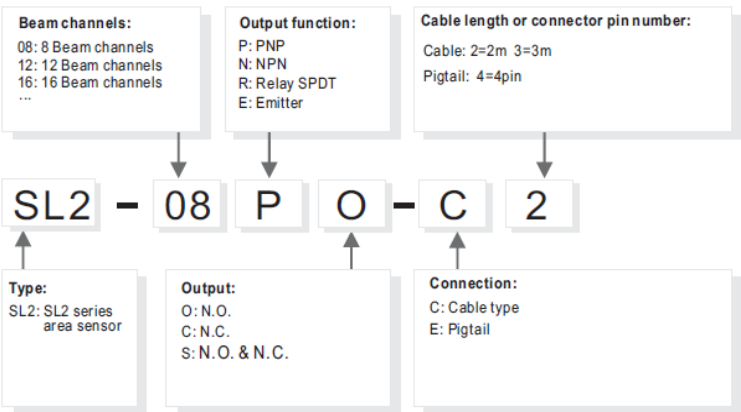 Beam channels:
08: 8 Beam channels
12: 12 Beam channels
16: 16 Beam channels
...
Output function:
P: PNP
N: NPN
R: Relay SPDT
E: Emitter
Cable length or connector pin number:
Cable: 2=2m 3=3m
Pigtail: 4=4pin
SL2 - 08 P O - C 2
Type:
SL2: SL2 series
area sensor
Output:
O: N.O.
C: N.C.
S: N.O. & N.C.
Connection:
C: Cable type
E: Pigtail